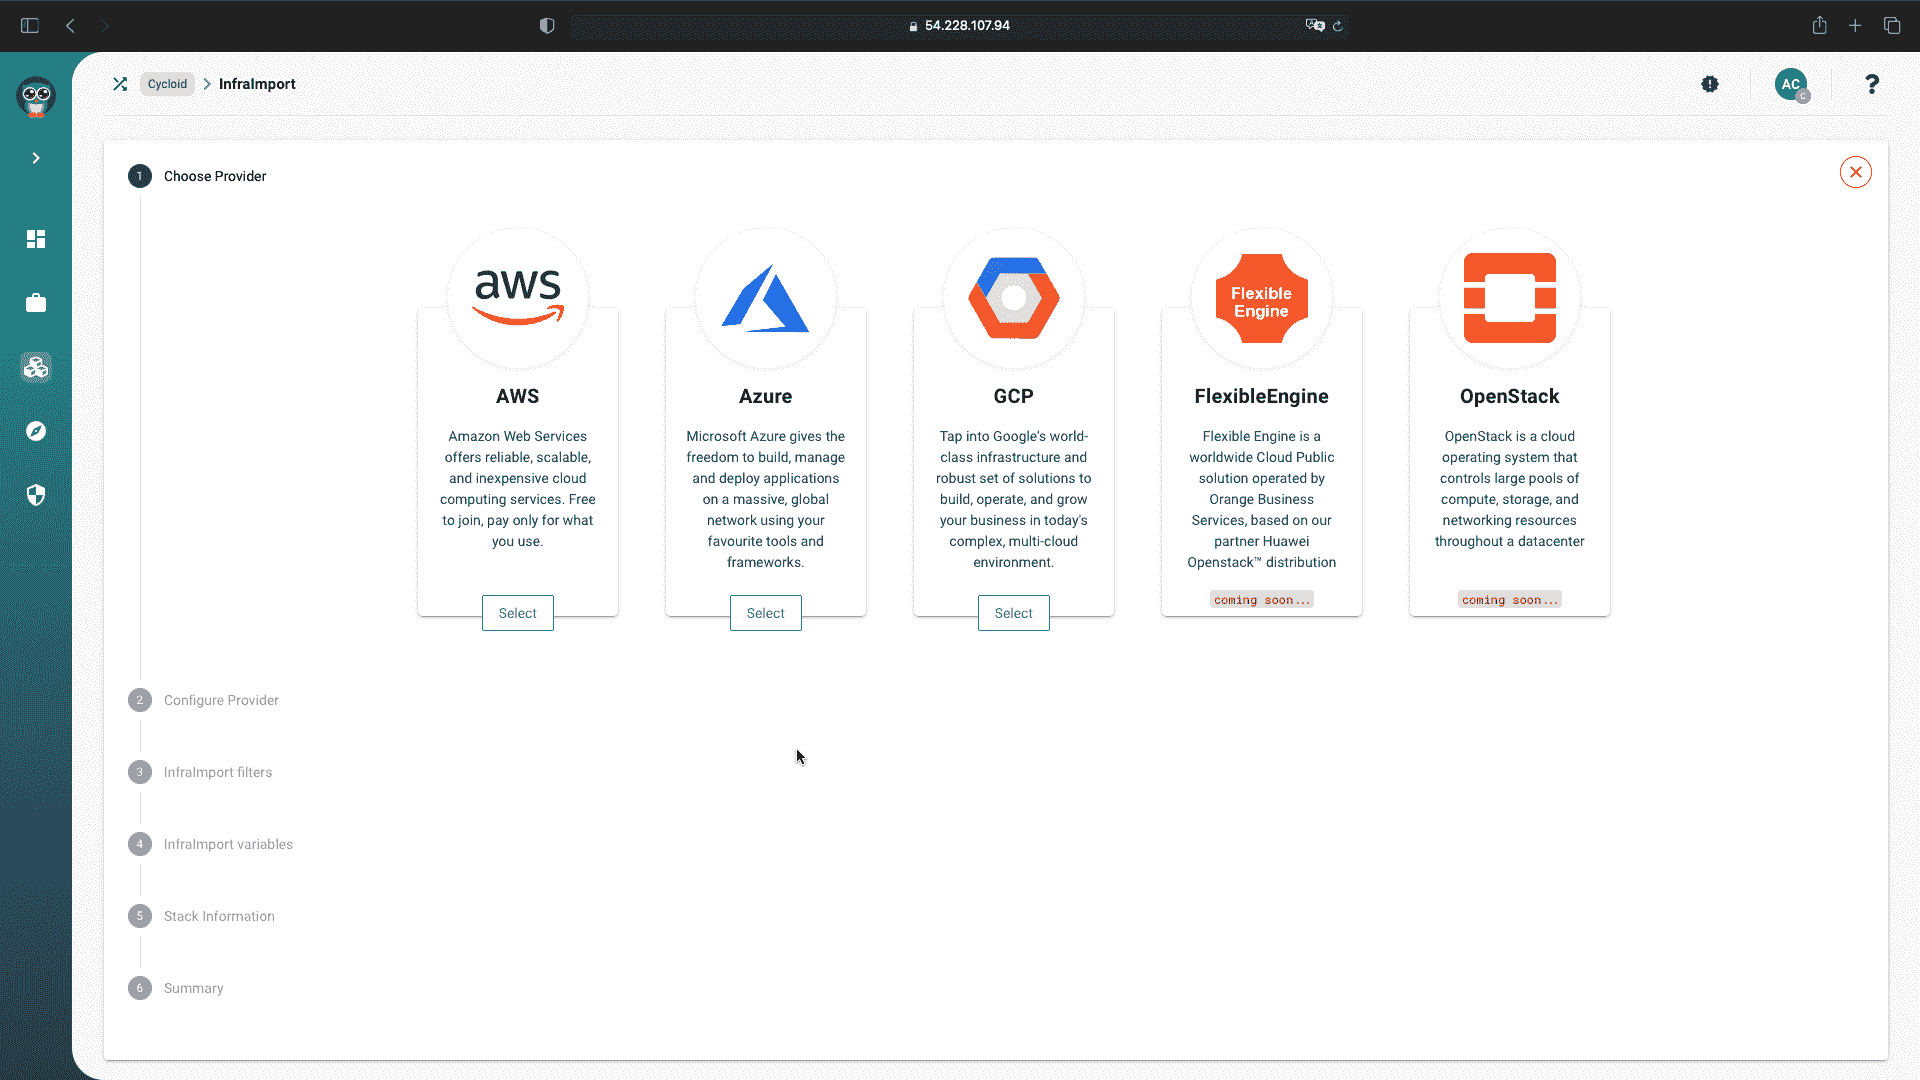 54.228.107.94
Cycloid
InfraImport
AC
C
?
1
Choose Provider
aws
Flexible
Engine
AWS
Azure
GCP
FlexibleEngine
OpenStack
Amazon Web Services
offers reliable, scalable,
and inexpensive cloud
computing services. Free
to join, pay only for what
you use.
Microsoft Azure gives the
freedom to build, manage
and deploy applications
on a massive, global
network using your
favourite tools and
frameworks.
Tap into Google's world-
class infrastructure and
robust set of solutions to
build, operate, and grow
your business in today's
complex, multi-cloud
environment.
Flexible Engine is a
worldwide Cloud Public
solution operated by
Orange Business
Services, based on our
partner Huawei
Openstack™ distribution
OpenStack is a cloud
operating system that
controls large pools of
compute, storage, and
networking resources
throughout a datacenter
Select
Select
Select
coming soon...
coming soon...
2
Configure Provider
3
InfraImport filters
4
InfraImport variables
5
Stack Information
6
Summary